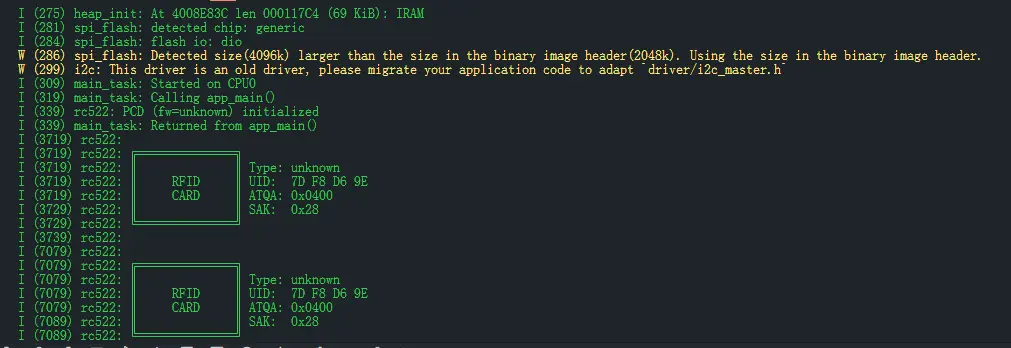 I (275) heap_init: At 4008E83C len 000117C4 (69 KiB): IRAM
I (281) spi_flash: detected chip: generic
I (284) spi_flash: flash io: dio
W (286) spi_flash: Detected size(4096k) larger than the size in the binary image header(2048k). Using the size in the binary image header.
W (299) i2c: This driver is an old driver, please migrate your application code to adapt `driver/i2c_master.h`
I (309) main_task: Started on CPU0
I (319) main_task: Calling app_main()
I (339) rc522: PCD (fw=unknown) initialized
I (339) main_task: Returned from app_main()
I (3719) rc522:
I (3719) rc522:
I (3719) rc522: Type: unknown
I (3719) rc522: RFID UID: 7D F8 D6 9E
I (3719) rc522: CARD ATQA: 0x0400
I (3729) rc522: SAK: 0x28
I (3729) rc522:
I (3739) rc522:
I (7079) rc522:
I (7079) rc522:
I (7079) rc522: Type: unknown
I (7079) rc522: RFID UID: 7D F8 D6 9E
I (7079) rc522: CARD ATQA: 0x0400
I (7089) rc522: SAK: 0x28
I (7089) rc522: